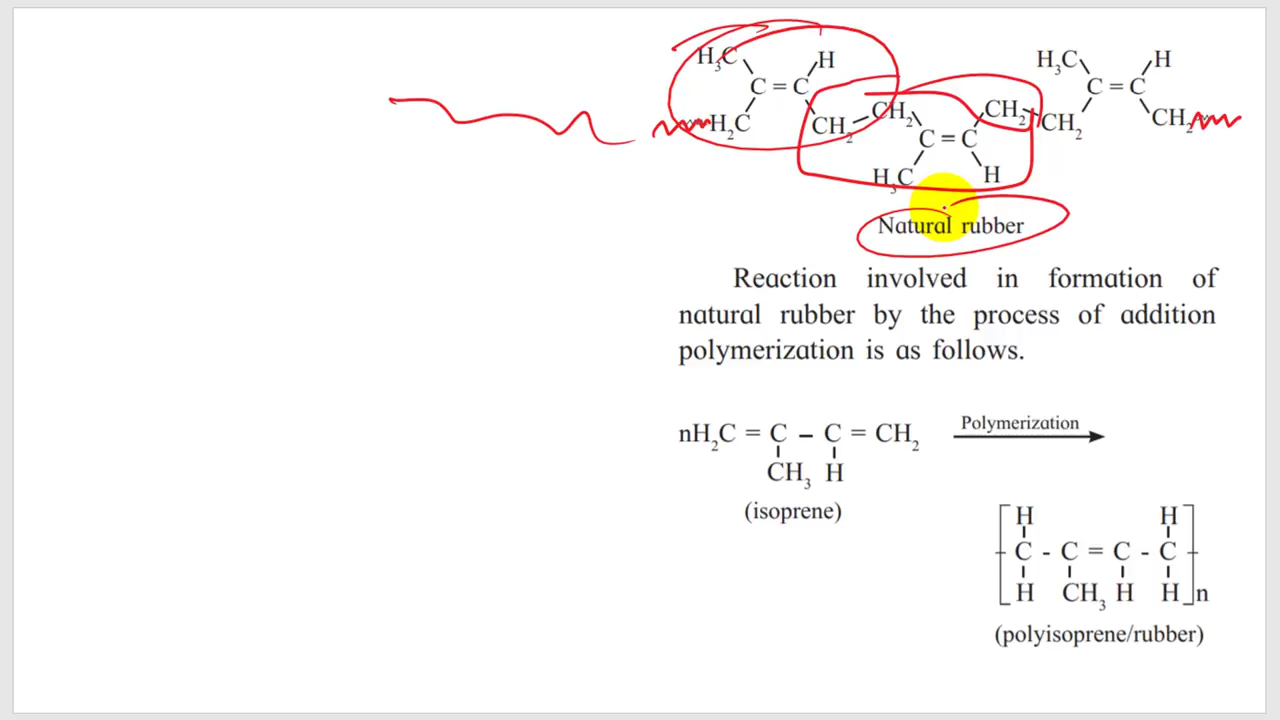 H₃C H H₃C H
C = C C = C
H₂C CH₂ – CH₂ CH₂ CH₂ CH₂
C = C
H₃C H
Natural rubber
Reaction involved in formation of
natural rubber by the process of addition
polymerization is as follows.
nH₂C = C – C = CH₂ Polymerization
CH₃ H
(isoprene)
H H
C - C = C - C
H CH₃ H H n
(polyisoprene/rubber)